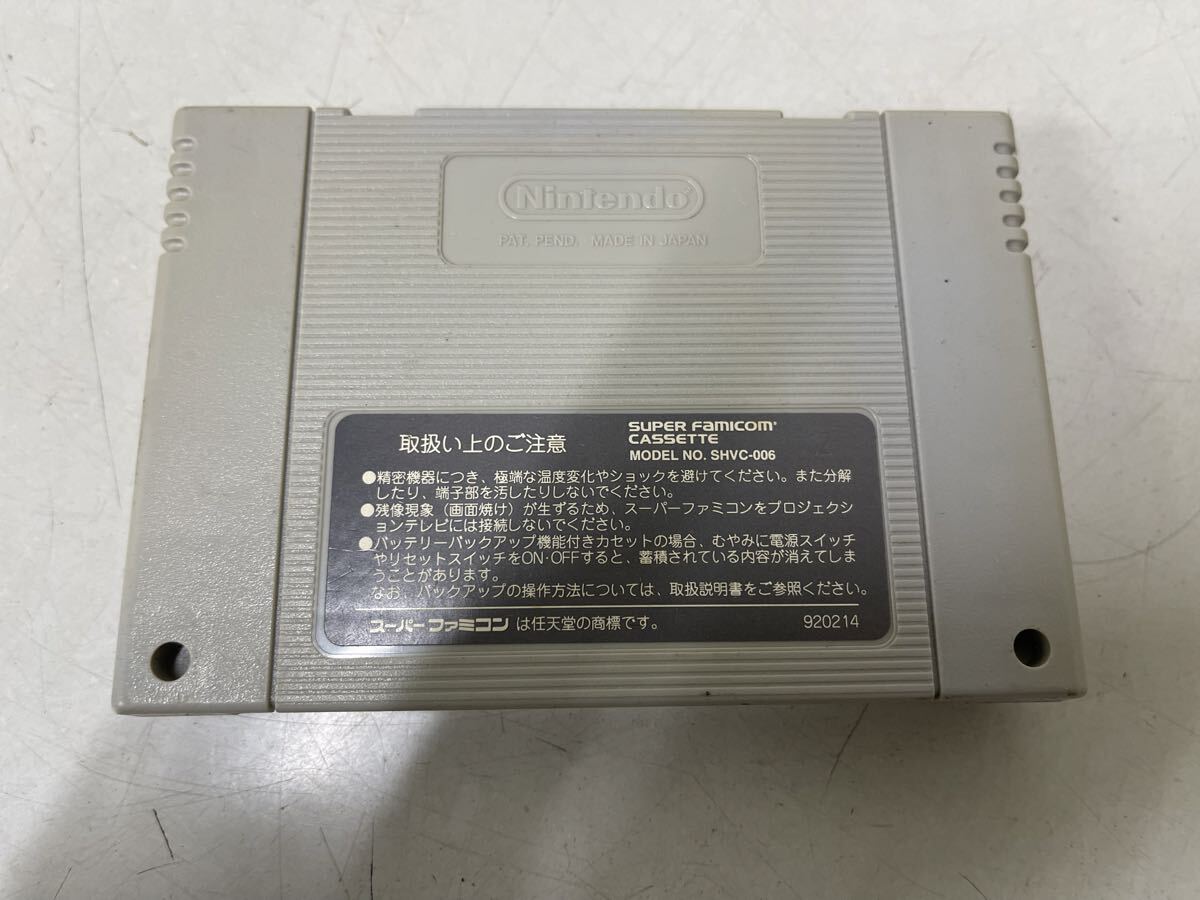 Nintendo®
PAT. PEND. MADE IN JAPAN
取扱い上のご注意
SUPER FAMICOM®
CASSETTE
MODEL NO. SHVC-006
●精密機器につき、極端な温度変化やショックを避けてください。また分解
したり、端子部を汚したりしないでください。
●残像現象（画面焼け）が生ずるため、スーパーファミコンをプロジェクシ
ョンテレビには接続しないでください。
●バッテリーバックアップ機能付きカセットの場合、むやみに電源スイッチ
やリセットスイッチをON・OFFすると、蓄積されている内容が消えてしま
うことがあります。
なお、バックアップの操作方法については、取扱説明書をご参照ください。
スーパーファミコンは任天堂の商標です。
920214